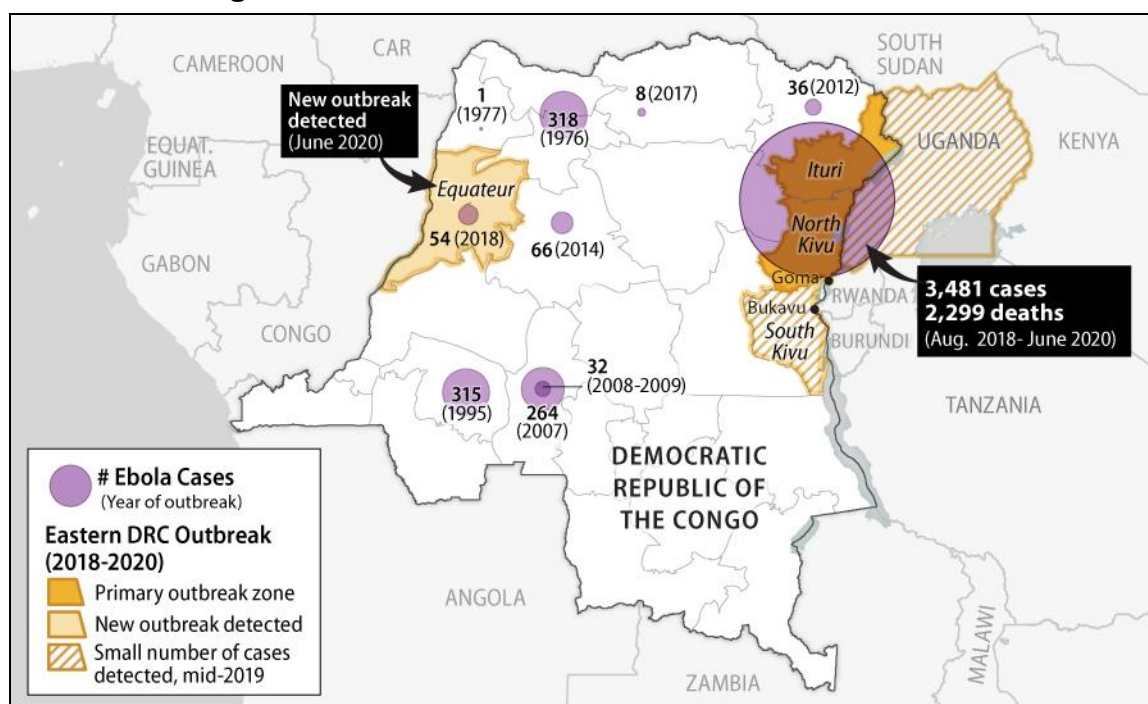 CAR
SOUTH
SUDAN
CAMEROON
New outbreak
detected
(June 2020)
1
(1977)
318
(1976)
8 (2017)
36 (2012)
UGANDA
KENYA
EQUAT.
GUINEA
Equateur
Ituri
North
Kivu
54 (2018)
66 (2014)
GABON
CONGO
Goma
RWANDA
Bukavu
South
Kivu
BURUNDI
3,481 cases
2,299 deaths
(Aug. 2018- June 2020)
TANZANIA
315
(1995)
32
(2008-2009)
264
(2007)
DEMOCRATIC
REPUBLIC OF
THE CONGO
# Ebola Cases
(Year of outbreak)
Eastern DRC Outbreak
(2018-2020)
Primary outbreak zone
New outbreak detected
Small number of cases
detected, mid-2019
ANGOLA
ZAMBIA
MALAWI